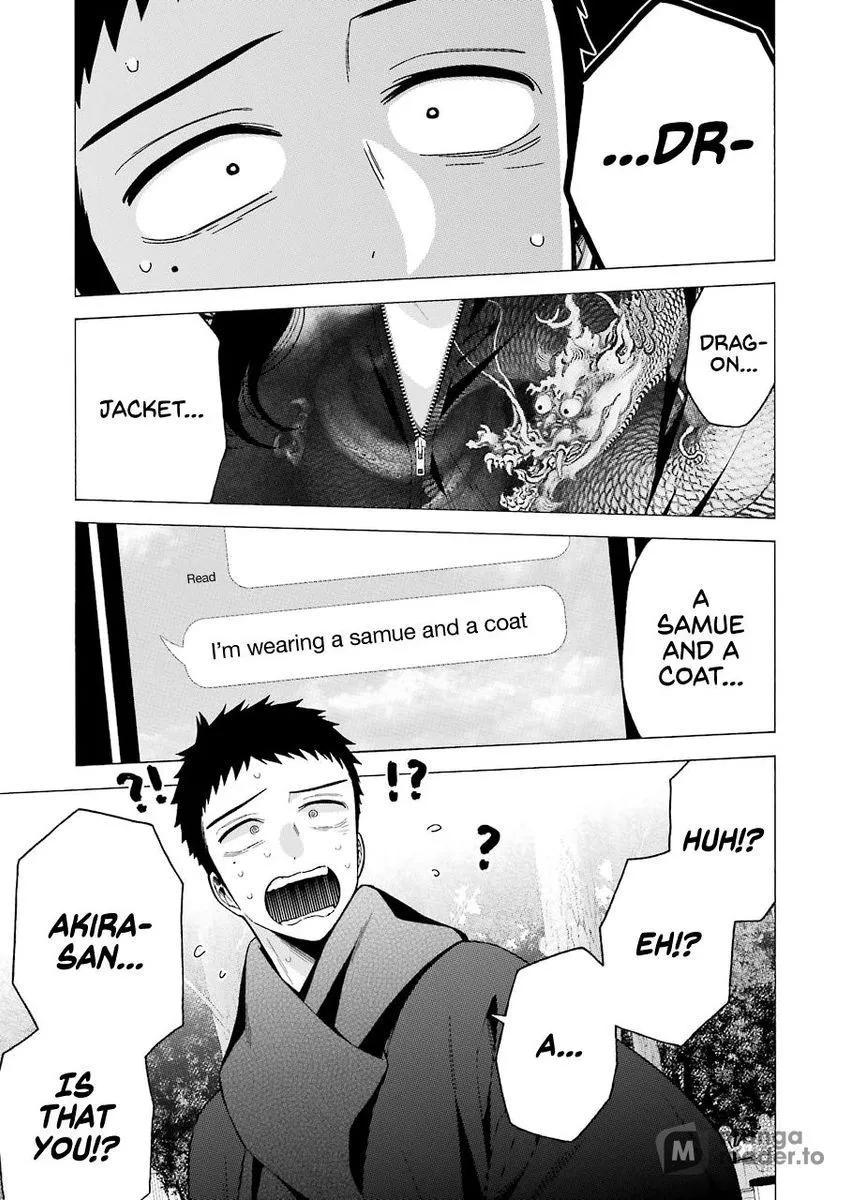 ...DR-
DRAG-
ON...
JACKET...
A
SAMUE
AND A
COAT...
Read
I'm wearing a samue and a coat
?!
!?
?
HUH!?
EH!?
A...
AKIRA-
SAN...
IS
THAT
YOU!?
M
Manga
Reader.to